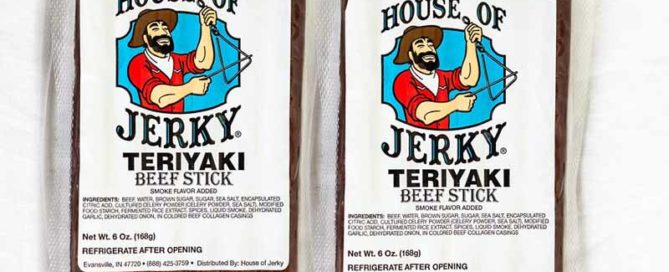 HOUSE OF
JERKY®
TERIYAKI
BEEF STICK
SMOKE FLAVOR ADDED
INGREDIENTS: BEEF, WATER, BROWN SUGAR, SUGAR, SEA SALT, ENCAPSULATED
CITRIC ACID, CULTURED CELERY POWDER (CELERY POWDER, SEA SALT), MODIFIED
FOOD STARCH, FERMENTED RICE EXTRACT, SPICES, LIQUID SMOKE, DEHYDRATED
GARLIC, DEHYDRATED ONION, IN COLORED BEEF COLLAGEN CASINGS
Net Wt. 6 Oz. (168g)
REFRIGERATE AFTER OPENING
Evansville, IN 47720 • (888) 425-3759 • Distributed By: House of Jerky
HOUSE OF
JERKY®
TERIYAKI
BEEF STICK
SMOKE FLAVOR ADDED
INGREDIENTS: BEEF, WATER, BROWN SUGAR, SUGAR, SEA SALT, ENCAPSULATED
CITRIC ACID, CULTURED CELERY POWDER (CELERY POWDER, SEA SALT), MODIFIED
FOOD STARCH, FERMENTED RICE EXTRACT, SPICES, LIQUID SMOKE, DEHYDRATED
GARLIC, DEHYDRATED ONION, IN COLORED BEEF COLLAGEN CASINGS
Net Wt. 6 Oz. (168g)
REFRIGERATE AFTER OPENING